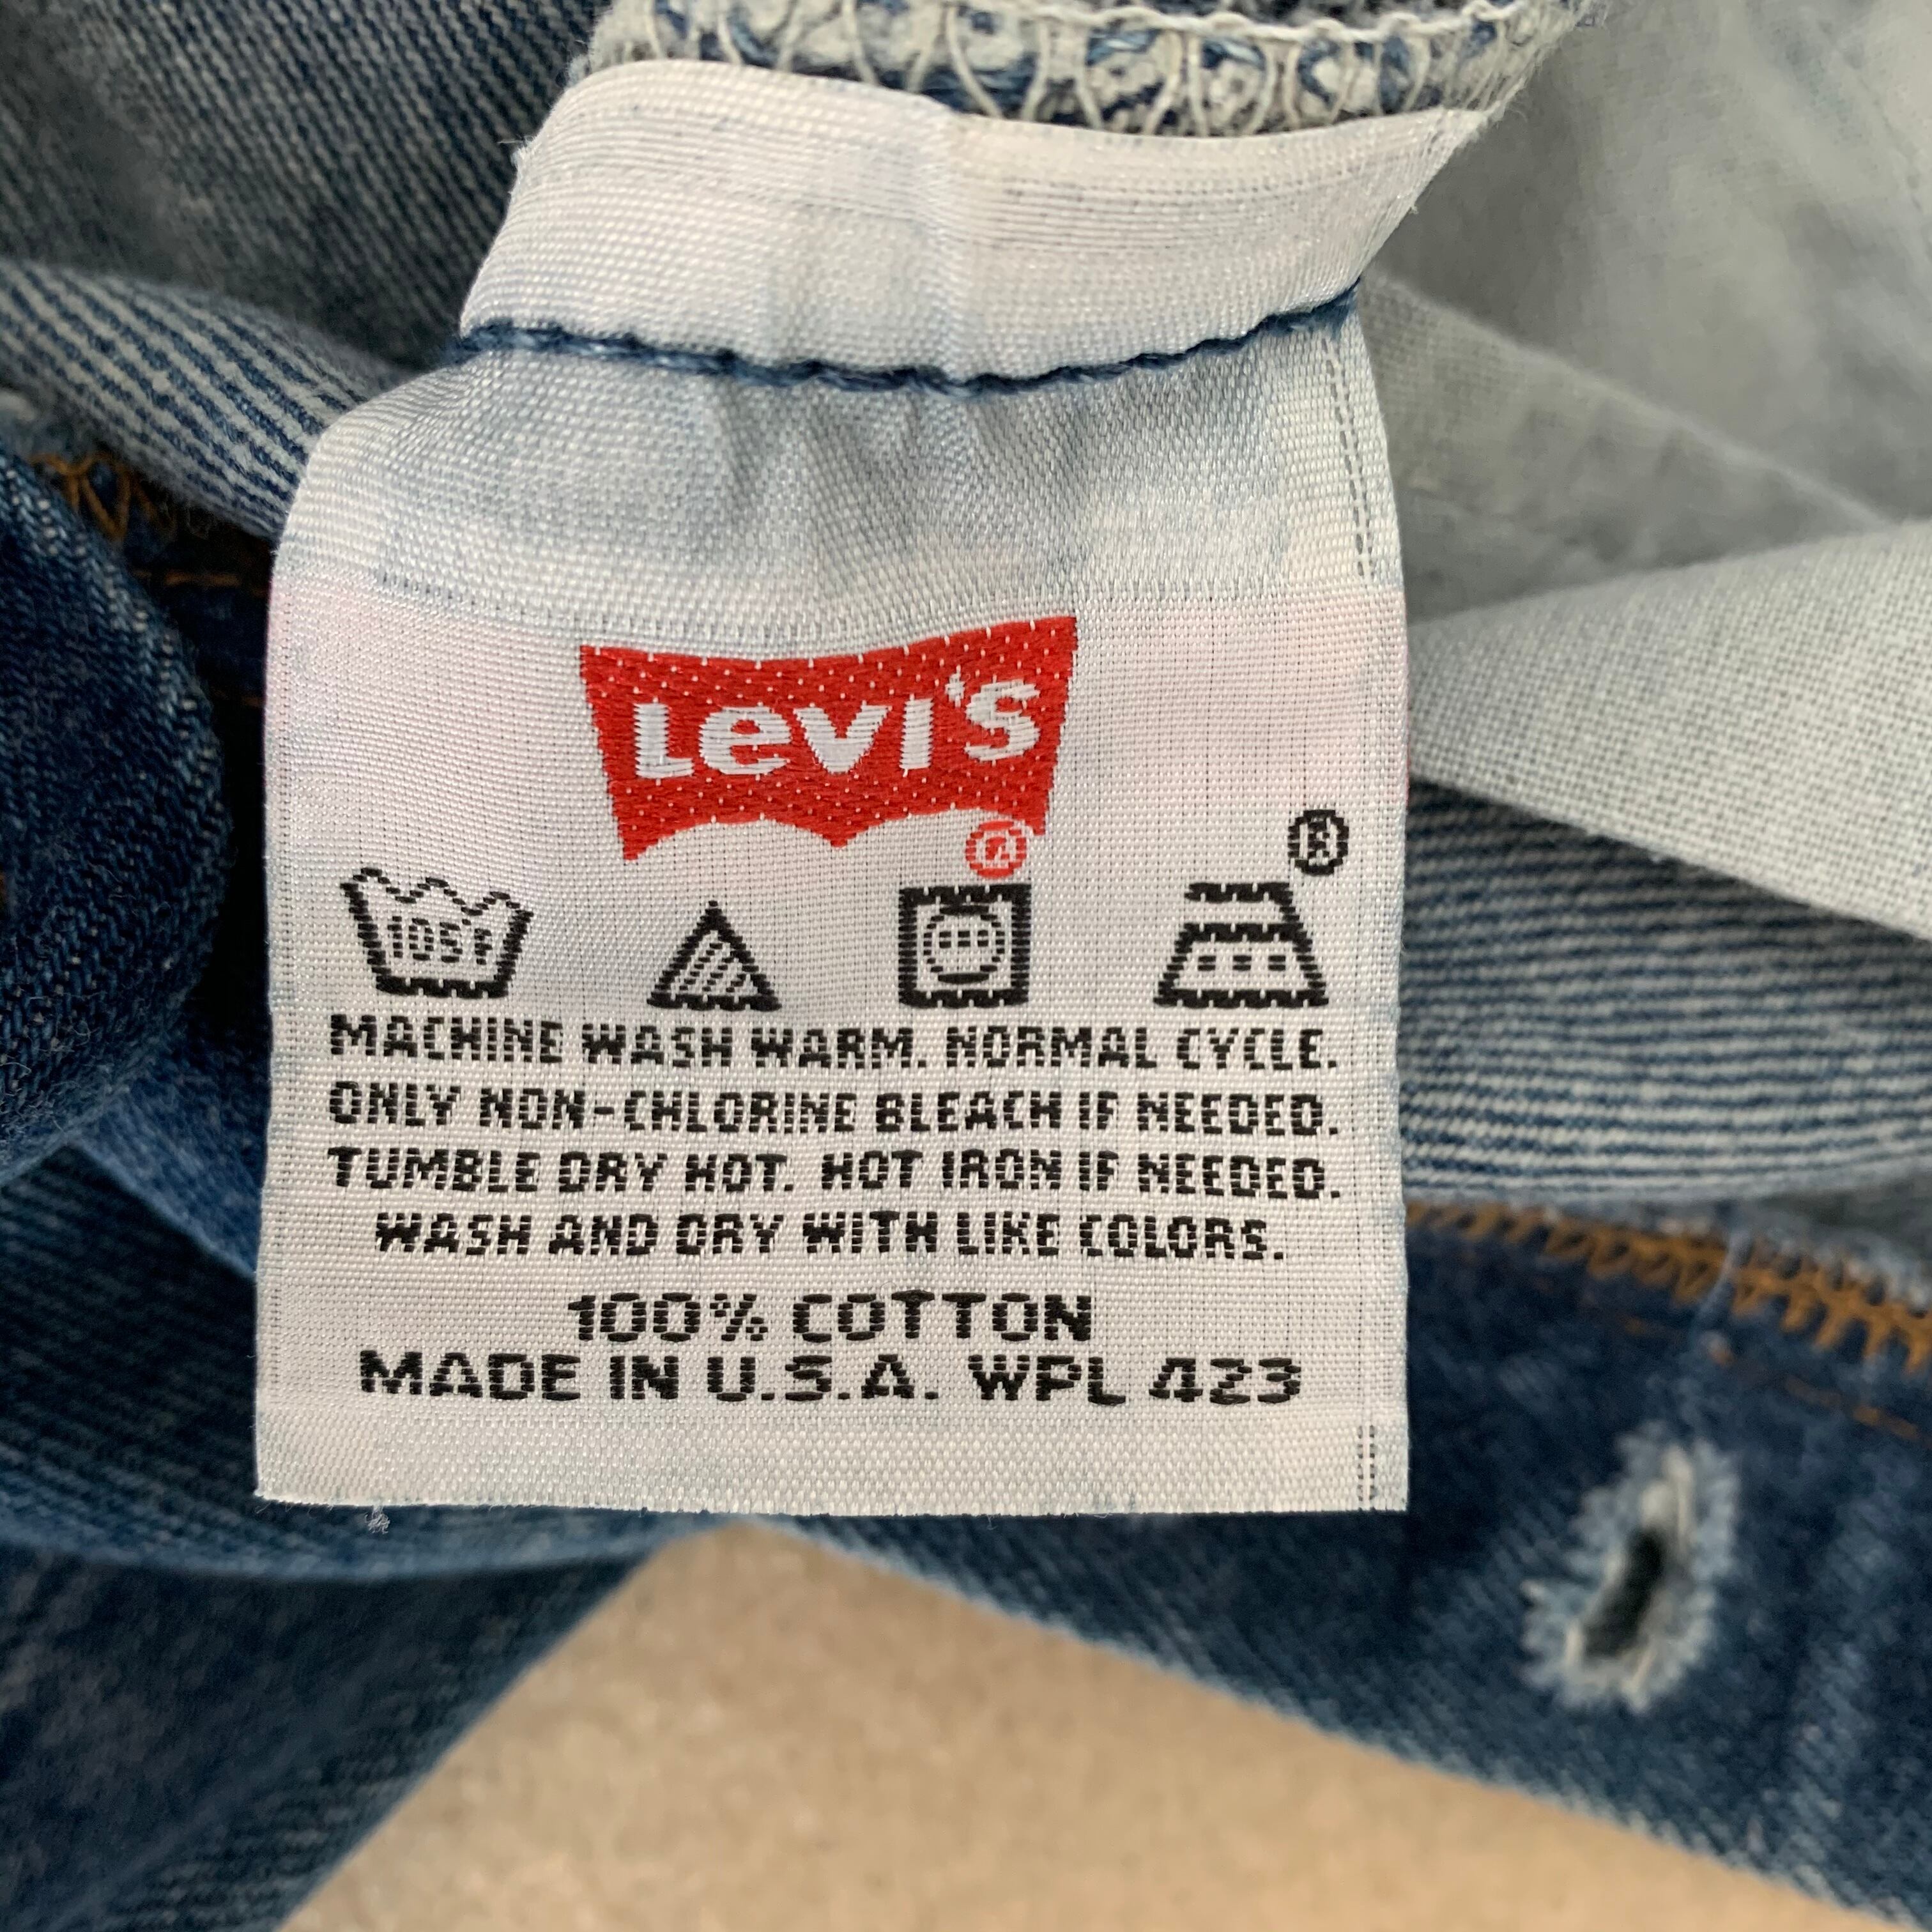 Levi's
®
®
105°F
MACHINE WASH WARM. NORMAL CYCLE.
ONLY NON-CHLORINE BLEACH IF NEEDED.
TUMBLE DRY HOT. HOT IRON IF NEEDED.
WASH AND DRY WITH LIKE COLORS.
100% COTTON
MADE IN U.S.A. WPL 423